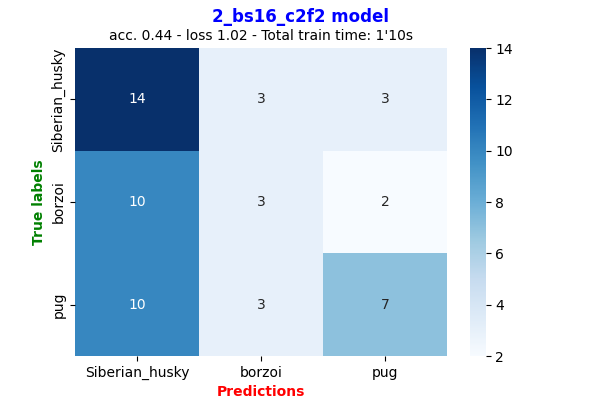 2_bs16_c2f2 model
acc. 0.44 - loss 1.02 - Total train time: 1'10s
True labels
Siberian_husky
borzoi
pug
14 3 3
10 3 2
10 3 7
Siberian_husky borzoi pug
Predictions
14
12
10
8
6
4
2